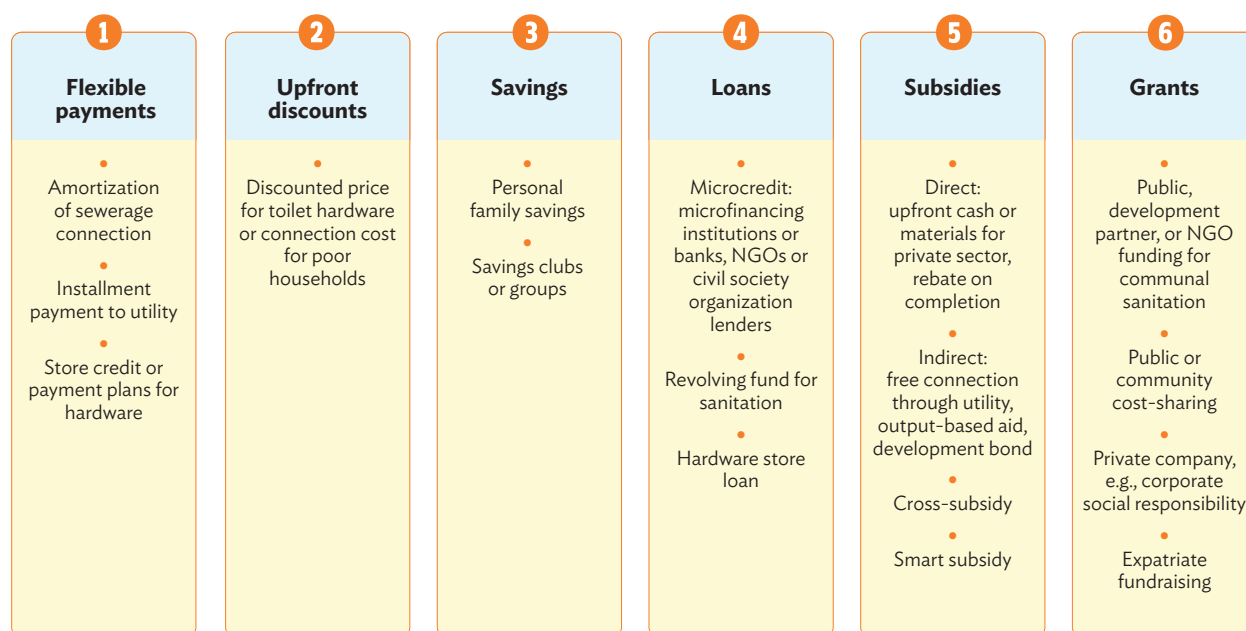 1
Flexible
payments
•
Amortization
of sewerage
connection
•
Installment
payment to utility
•
Store credit or
payment plans for
hardware
2
Upfront
discounts
•
Discounted price
for toilet hardware
or connection cost
for poor
households
3
Savings
•
Personal
family savings
•
Savings clubs
or groups
4
Loans
•
Microcredit:
microfinancing
institutions or
banks, NGOs or
civil society
organization
lenders
•
Revolving fund for
sanitation
•
Hardware store
loan
5
Subsidies
•
Direct:
upfront cash or
materials for
private sector,
rebate on
completion
•
Indirect:
free connection
through utility,
output-based aid,
development bond
•
Cross-subsidy
•
Smart subsidy
6
Grants
•
Public,
development
partner, or NGO
funding for
communal
sanitation
•
Public or
community
cost-sharing
•
Private company,
e.g., corporate
social responsibility
•
Expatriate
fundraising